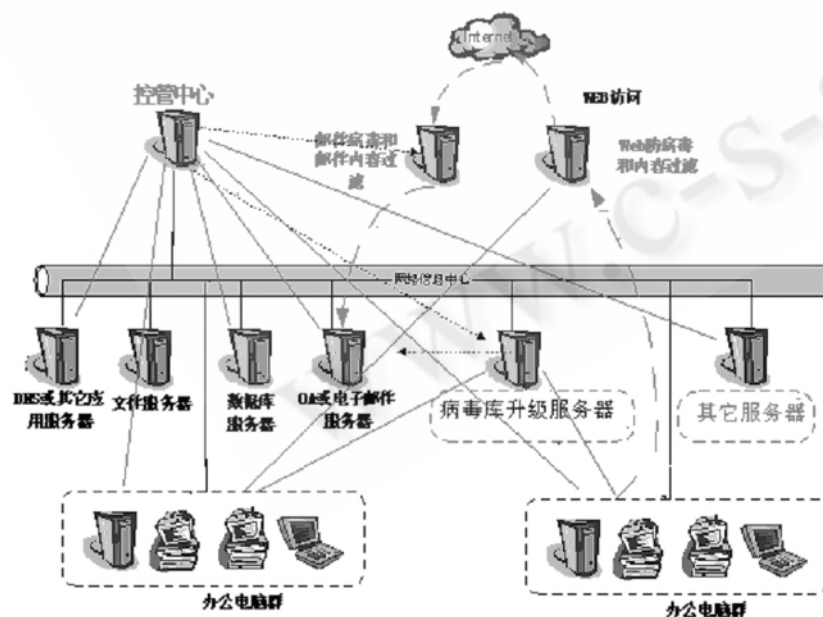 Internet
控管中心
WEB访问
邮件病毒和
邮件内容过
滤
Web防病毒
和内容过滤
网络信息中心
DNS或其它应
用服务器
文件服务器
数据库
服务器
OA或电子邮件
服务器
病毒库升级服务器
其它服务器
办公电脑群
办公电脑群
www.c-s-